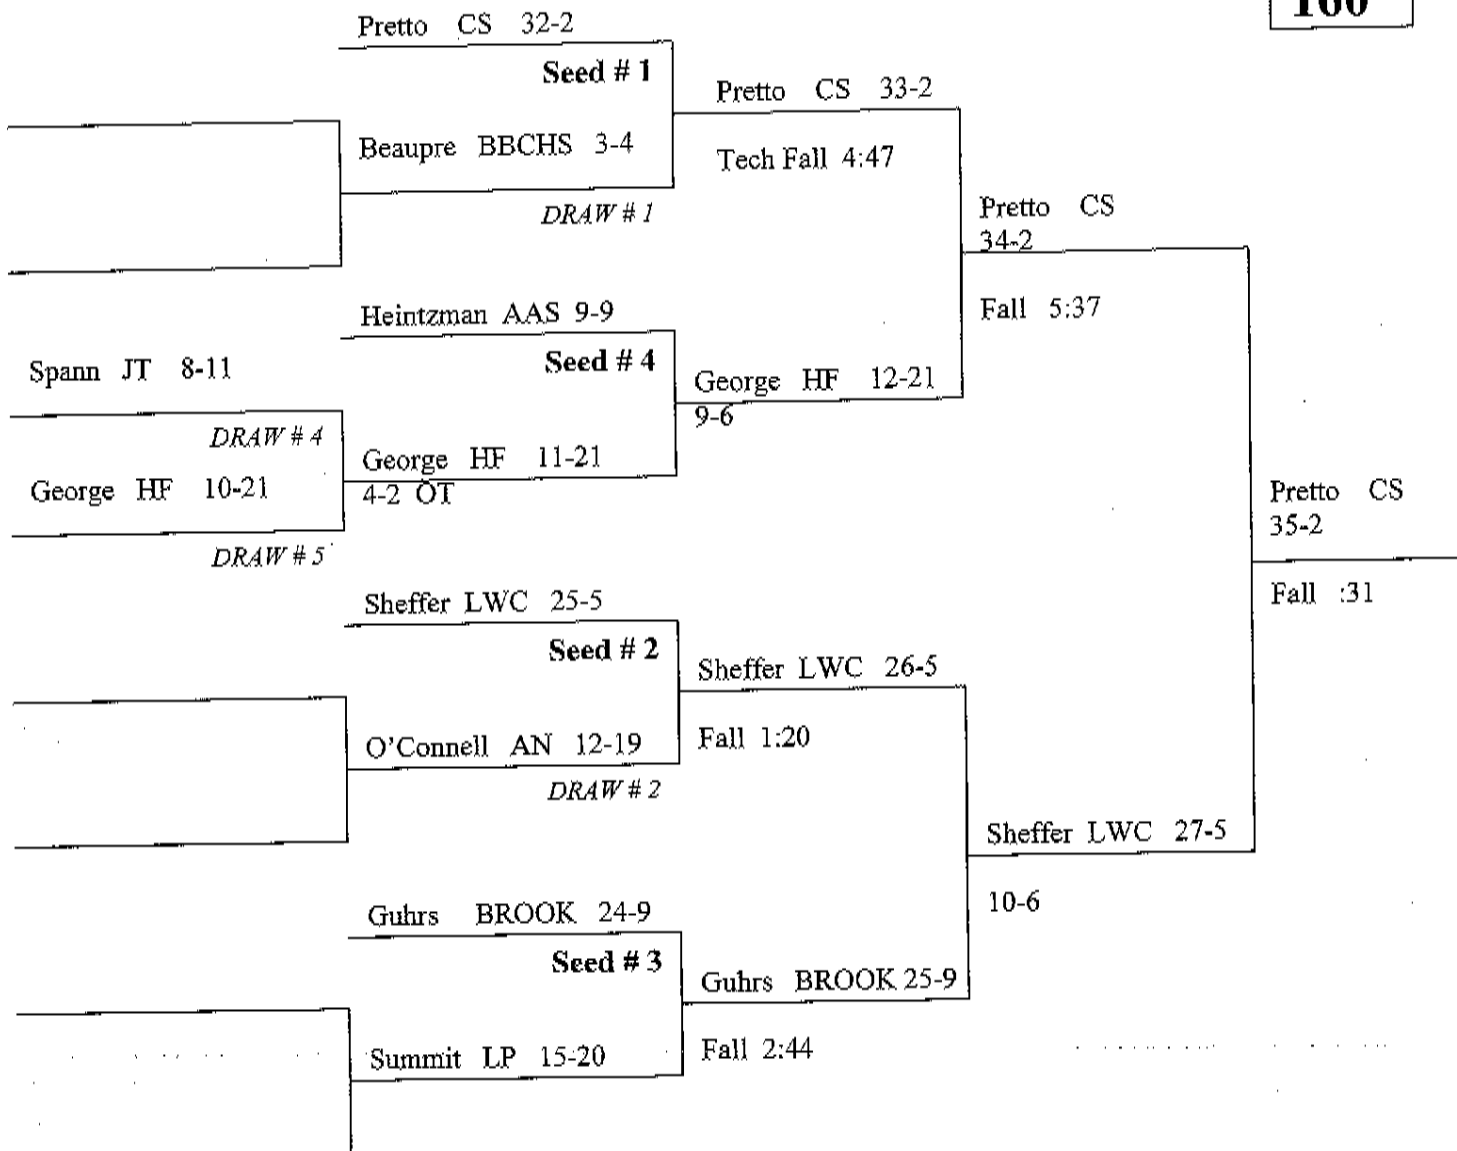 160
Pretto CS 32-2
Seed # 1
Beaupre BBCHS 3-4
DRAW # 1
Pretto CS 33-2
Tech Fall 4:47
Pretto CS
34-2
Fall 5:37
Heintzman AAS 9-9
Seed # 4
Spann JT 8-11
DRAW # 4
George HF 10-21
DRAW # 5
George HF 11-21
4-2 OT
George HF 12-21
9-6
Pretto CS
35-2
Fall :31
Sheffer LWC 25-5
Seed # 2
O'Connell AN 12-19
DRAW # 2
Sheffer LWC 26-5
Fall 1:20
Sheffer LWC 27-5
10-6
Guhrs BROOK 24-9
Seed # 3
Summit LP 15-20
Guhrs BROOK 25-9
Fall 2:44